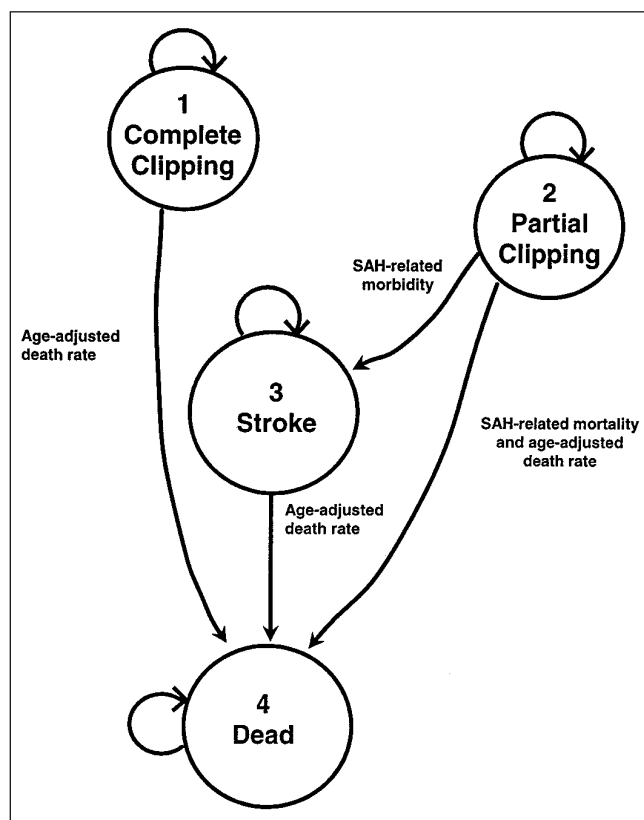 1
Complete
Clipping
2
Partial
Clipping
SAH-related
morbidity
Age-adjusted
death rate
3
Stroke
SAH-related mortality
and age-adjusted
death rate
Age-adjusted
death rate
4
Dead